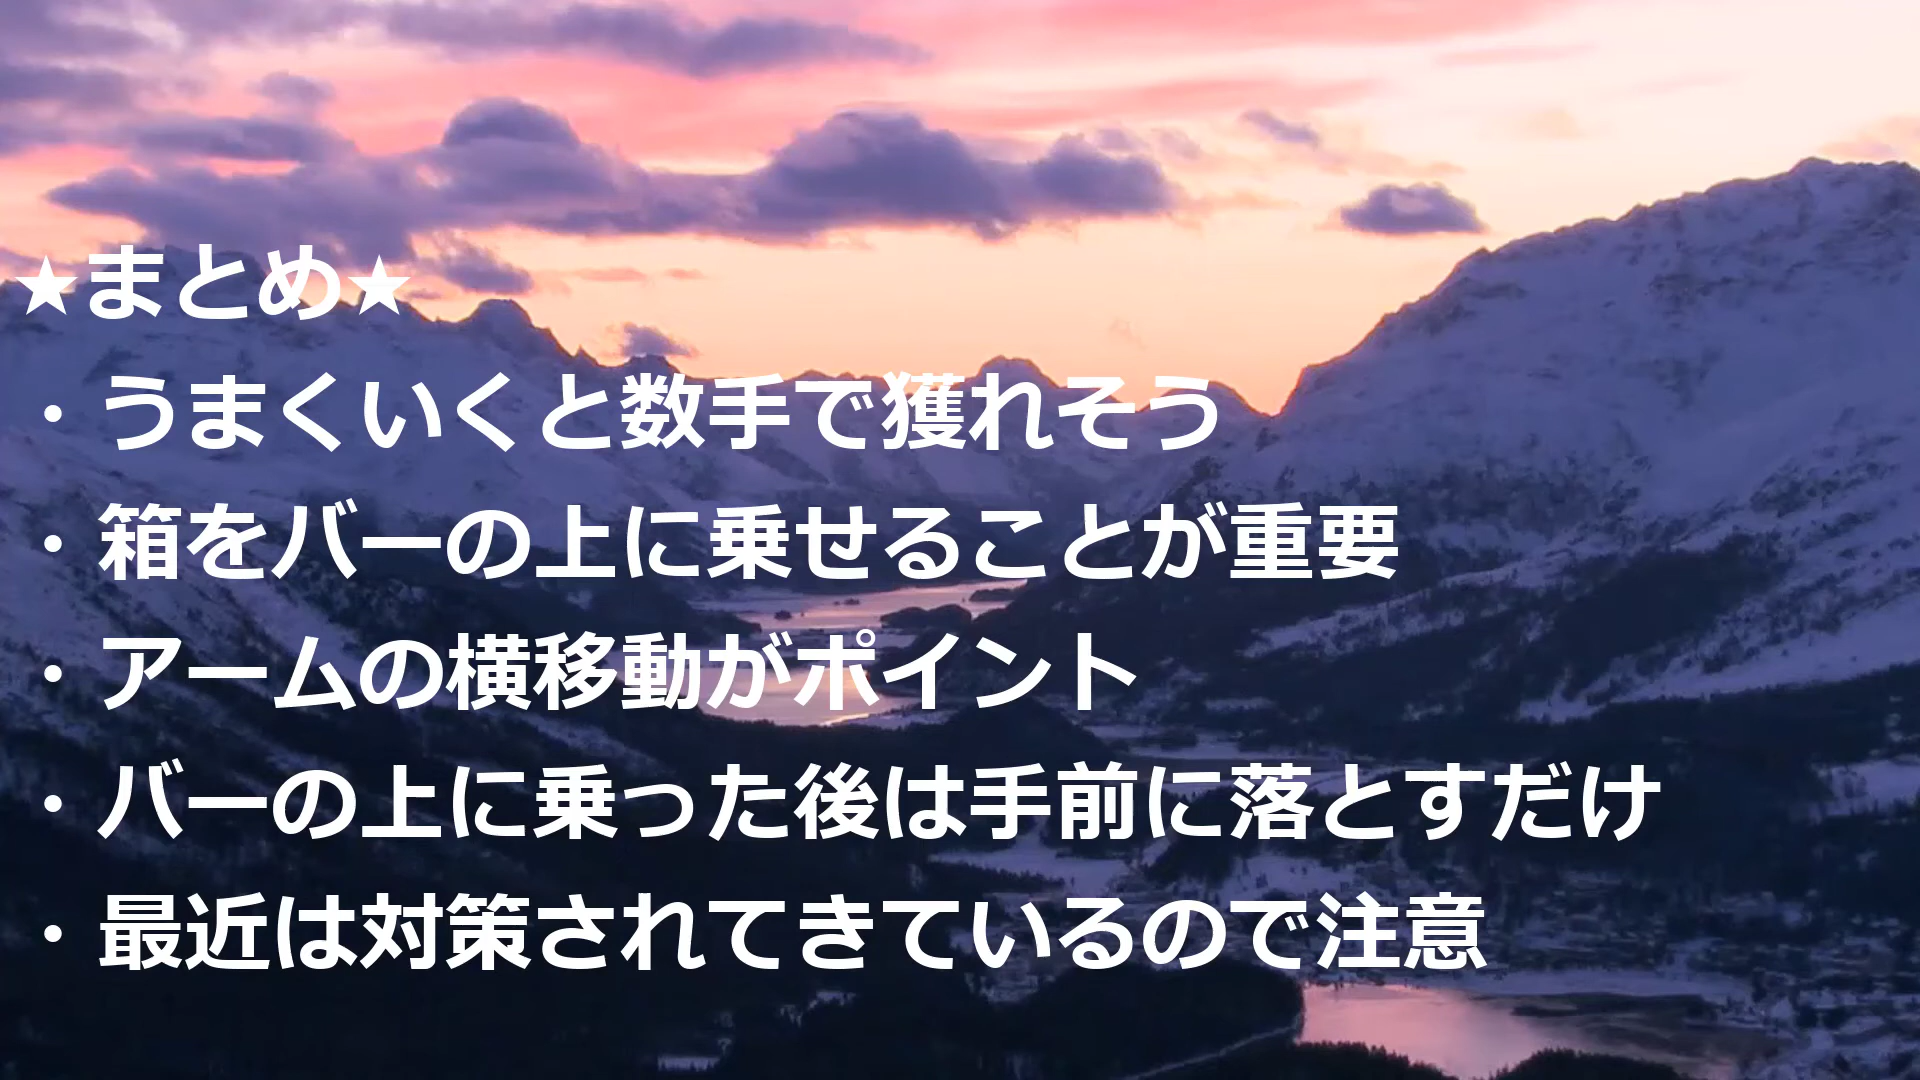 ★まとめ★
・うまくいくと数手で獲れそう
・箱をバーの上に乗せることが重要
・アームの横移動がポイント
・バーの上に乗った後は手前に落とすだけ
・最近は対策されてきているので注意